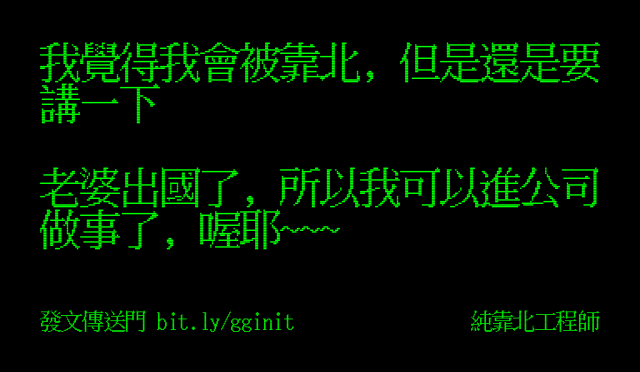 我覺得我會被靠北，但是還是要
講一下
老婆出國了，所以我可以進公司
做事了，喔耶~~~
發文傳送門 bit.ly/gginit
純靠北工程師